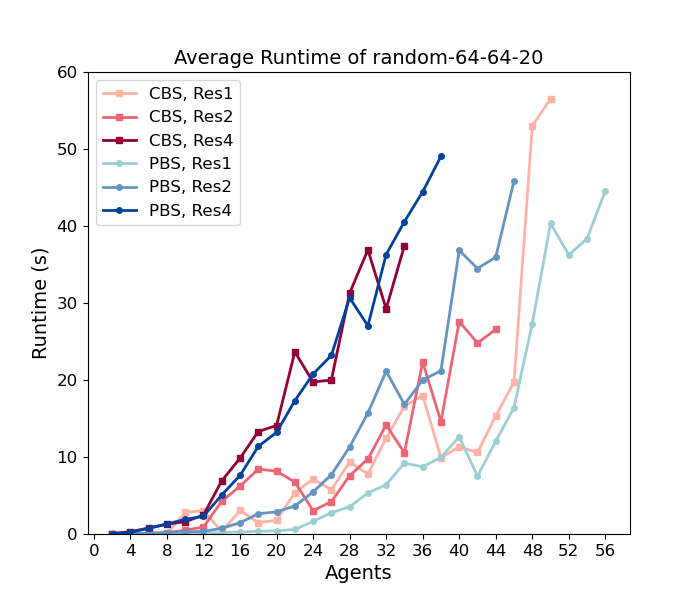 Average Runtime of random-64-64-20
60
50
40
30
20
10
0
Runtime (s)
CBS, Res1
CBS, Res2
CBS, Res4
PBS, Res1
PBS, Res2
PBS, Res4
0 4 8 12 16 20 24 28 32 36 40 44 48 52 56
Agents